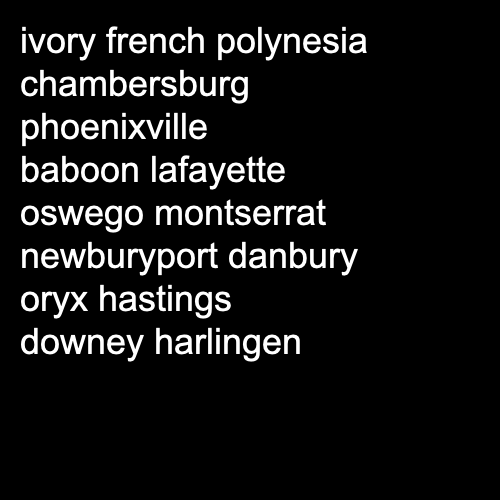 ivory french polynesia
chambersburg
phoenixville
baboon lafayette
oswego montserrat
newburyport danbury
oryx hastings
downey harlingen